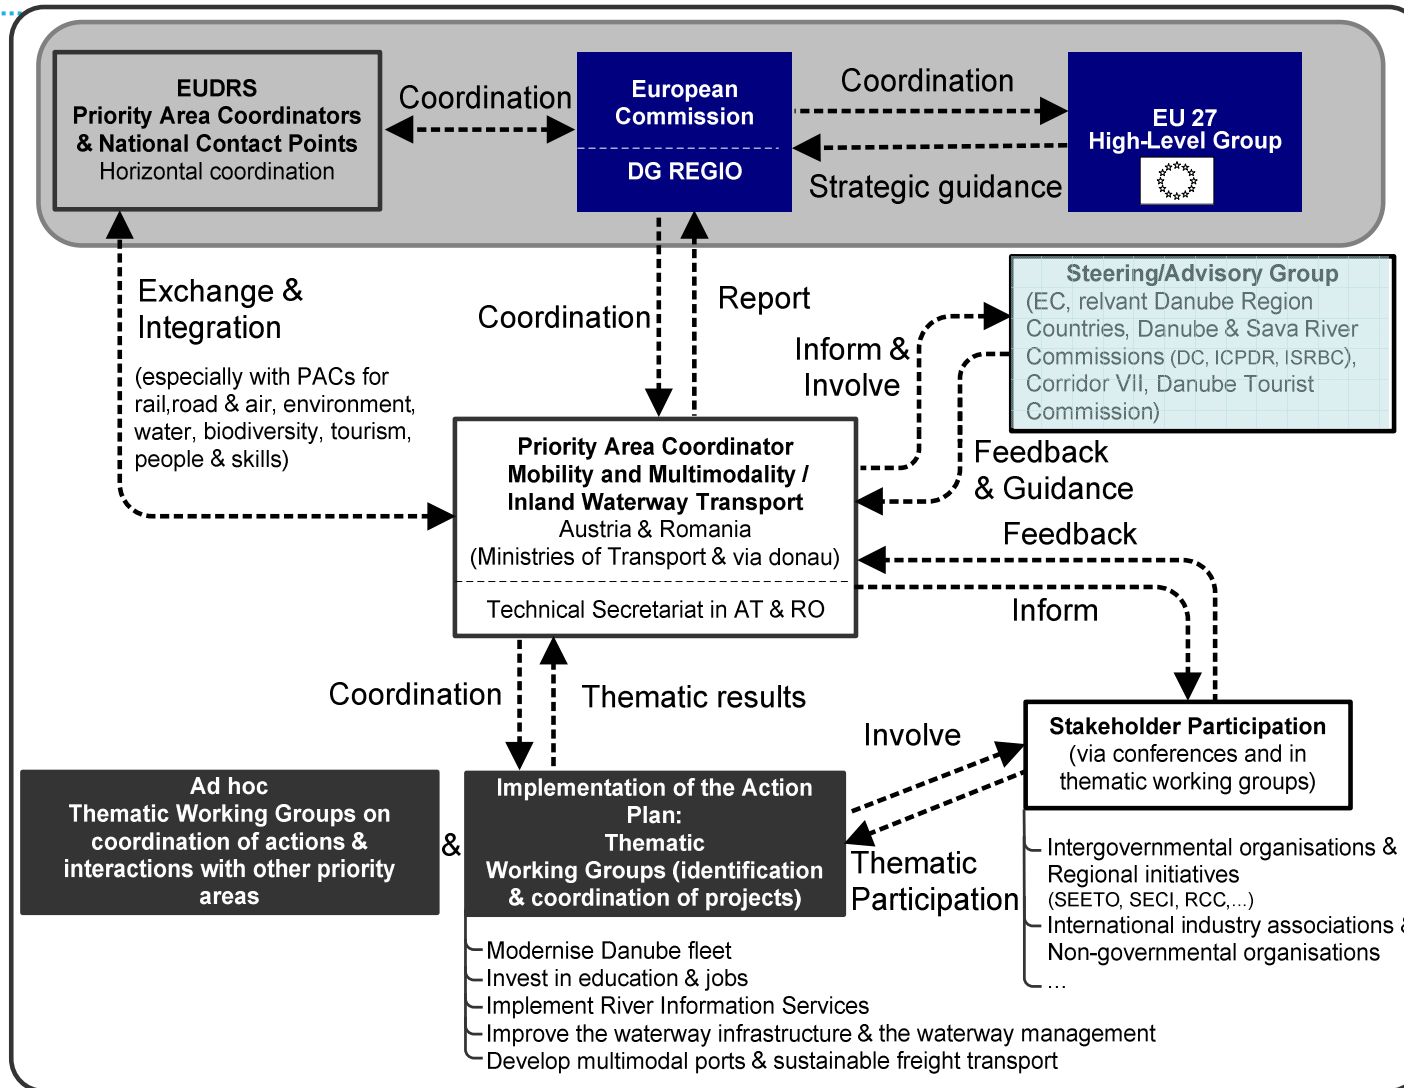 EUDRS
Priority Area Coordinators
& National Contact Points
Horizontal coordination
Coordination
European
Commission
DG REGIO
Coordination
Strategic guidance
EU 27
High-Level Group
Exchange &
Integration
(especially with PACs for
rail,road & air, environment,
water, biodiversity, tourism,
people & skills)
Coordination
Report
Inform &
Involve
Steering/Advisory Group
(EC, relvant Danube Region
Countries, Danube & Sava River
Commissions (DC, ICPDR, ISRBC),
Corridor VII, Danube Tourist
Commission)
Feedback
& Guidance
Priority Area Coordinator
Mobility and Multimodality /
Inland Waterway Transport
Austria & Romania
(Ministries of Transport & via donau)
Technical Secretariat in AT & RO
Feedback
Inform
Coordination
Thematic results
Involve
Thematic
Participation
Stakeholder Participation
(via conferences and in
thematic working groups)
Intergovernmental organisations &
Regional initiatives
(SEETO, SECI, RCC,...)
International industry associations &
Non-governmental organisations
...
Ad hoc
Thematic Working Groups on
coordination of actions &
interactions with other priority
areas
&
Implementation of the Action
Plan:
Thematic
Working Groups (identification
& coordination of projects)
Modernise Danube fleet
Invest in education & jobs
Implement River Information Services
Improve the waterway infrastructure & the waterway management
Develop multimodal ports & sustainable freight transport